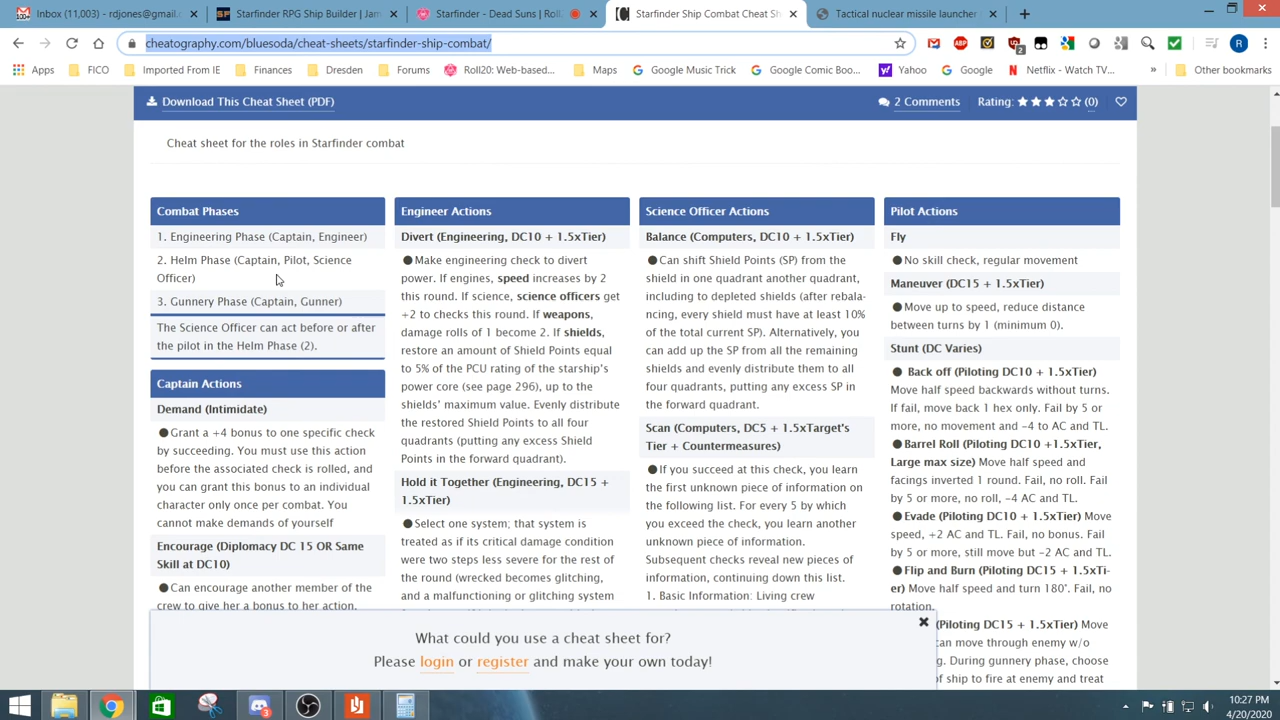 Inbox (11,003) - rdjones@gmail.
Starfinder RPG Ship Builder | Jam
Starfinder - Dead Suns | Roll2
Starfinder Ship Combat Cheat Sh
Tactical nuclear missile launcher
cheatography.com/bluesoda/cheat-sheets/starfinder-ship-combat/
Apps
FICO
Imported From IE
Finances
Dresden
Forums
Roll20: Web-based...
Maps
Google Music Trick
Google Comic Boo...
Yahoo
Google
Netflix - Watch TV...
Other bookmarks
Download This Cheat Sheet (PDF)
2 Comments
Rating: ★★★☆☆ (0)
Cheat sheet for the roles in Starfinder combat
Combat Phases
1. Engineering Phase (Captain, Engineer)
2. Helm Phase (Captain, Pilot, Science
Officer)
3. Gunnery Phase (Captain, Gunner)
The Science Officer can act before or after
the pilot in the Helm Phase (2).
Captain Actions
Demand (Intimidate)
●Grant a +4 bonus to one specific check
by succeeding. You must use this action
before the associated check is rolled, and
you can grant this bonus to an individual
character only once per combat. You
cannot make demands of yourself
Encourage (Diplomacy DC 15 OR Same
Skill at DC10)
●Can encourage another member of the
crew to give her a bonus to her action.
Engineer Actions
Divert (Engineering, DC10 + 1.5xTier)
●Make engineering check to divert
power. If engines, speed increases by 2
this round. If science, science officers get
+2 to checks this round. If weapons,
damage rolls of 1 become 2. If shields,
restore an amount of Shield Points equal
to 5% of the PCU rating of the starship's
power core (see page 296), up to the
shields' maximum value. Evenly distribute
the restored Shield Points to all four
quadrants (putting any excess Shield
Points in the forward quadrant).
Hold it Together (Engineering, DC15 +
1.5xTier)
●Select one system; that system is
treated as if its critical damage condition
were two steps less severe for the rest of
the round (wrecked becomes glitching,
and a malfunctioning or glitching system
Science Officer Actions
Balance (Computers, DC10 + 1.5xTier)
●Can shift Shield Points (SP) from the
shield in one quadrant another quadrant,
including to depleted shields (after rebala-
ncing, every shield must have at least 10%
of the total current SP). Alternatively, you
can add up the SP from all the remaining
shields and evenly distribute them to all
four quadrants, putting any excess SP in
the forward quadrant.
Scan (Computers, DC5 + 1.5xTarget's
Tier + Countermeasures)
●If you succeed at this check, you learn
the first unknown piece of information on
the following list. For every 5 by which
you exceed the check, you learn another
unknown piece of information.
Subsequent checks reveal new pieces of
information, continuing down this list.
1. Basic Information: Living crew
Pilot Actions
Fly
●No skill check, regular movement
Maneuver (DC15 + 1.5xTier)
●Move up to speed, reduce distance
between turns by 1 (minimum 0).
Stunt (DC Varies)
● Back off (Piloting DC10 + 1.5xTier)
Move half speed backwards without turns.
If fail, move back 1 hex only. Fail by 5 or
more, no movement and -4 to AC and TL.
●Barrel Roll (Piloting DC10 +1.5xTier,
Large max size) Move half speed and
facings inverted 1 round. Fail, no roll. Fail
by 5 or more, no roll, -4 AC and TL.
●Evade (Piloting DC10 + 1.5xTier) Move
speed, +2 AC and TL. Fail, no bonus. Fail
by 5 or more, still move but -2 AC and TL.
●Flip and Burn (Piloting DC15 + 1.5xTi-
er) Move half speed and turn 180°. Fail, no
rotation.
(Piloting DC15 + 1.5xTier) Move
can move through enemy w/o
During gunnery phase, choose
of ship to fire at enemy and treat
What could you use a cheat sheet for?
Please login or register and make your own today!
10:27 PM
4/20/2020